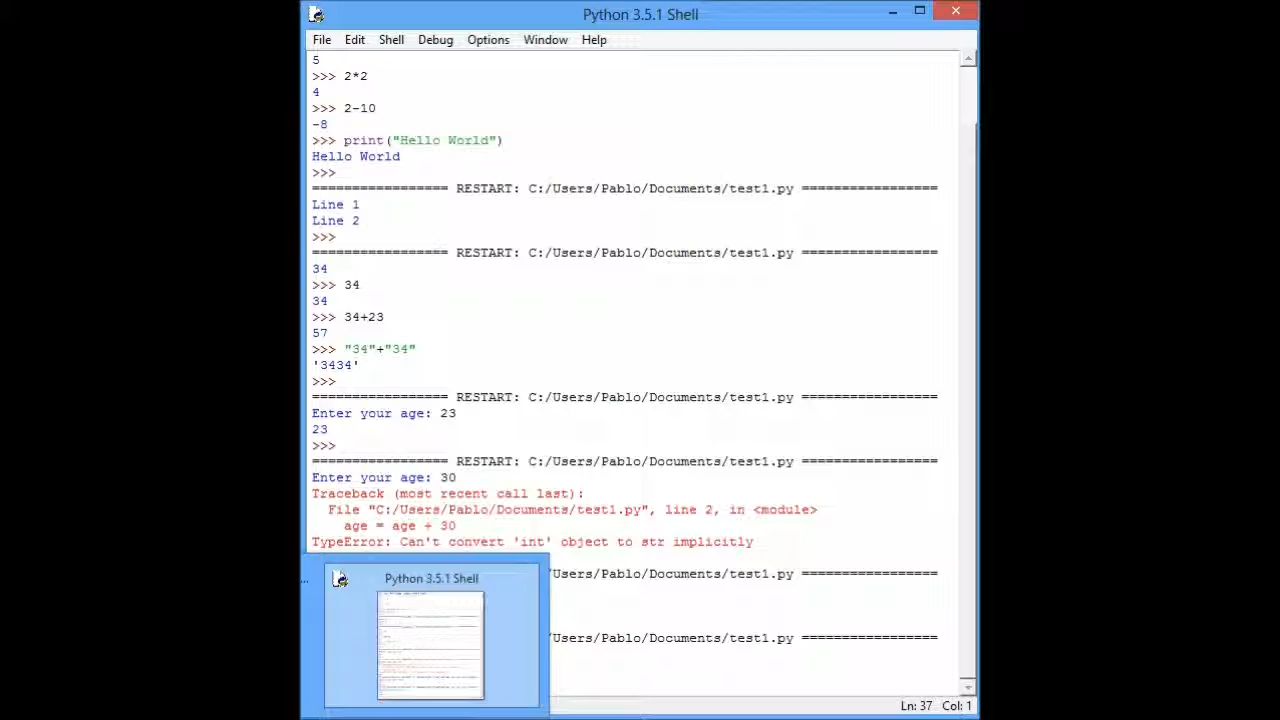 Python 3.5.1 Shell
File Edit Shell Debug Options Window Help
5
>>> 2*2
4
>>> 2-10
-8
>>> print("Hello World")
Hello World
>>>
================= RESTART: C:/Users/Pablo/Documents/test1.py =================
Line 1
Line 2
>>>
================= RESTART: C:/Users/Pablo/Documents/test1.py =================
34
>>> 34
34
>>> 34+23
57
>>> "34"+"34"
'3434'
>>>
================= RESTART: C:/Users/Pablo/Documents/test1.py =================
Enter your age: 23
23
>>>
================= RESTART: C:/Users/Pablo/Documents/test1.py =================
Enter your age: 30
Traceback (most recent call last):
File "C:/Users/Pablo/Documents/test1.py", line 2, in <module>
age = age + 30
TypeError: Can't convert 'int' object to str implicitly
/Users/Pablo/Documents/test1.py =================
... Python 3.5.1 Shell
/Users/Pablo/Documents/test1.py =================
Ln: 37 Col: 1